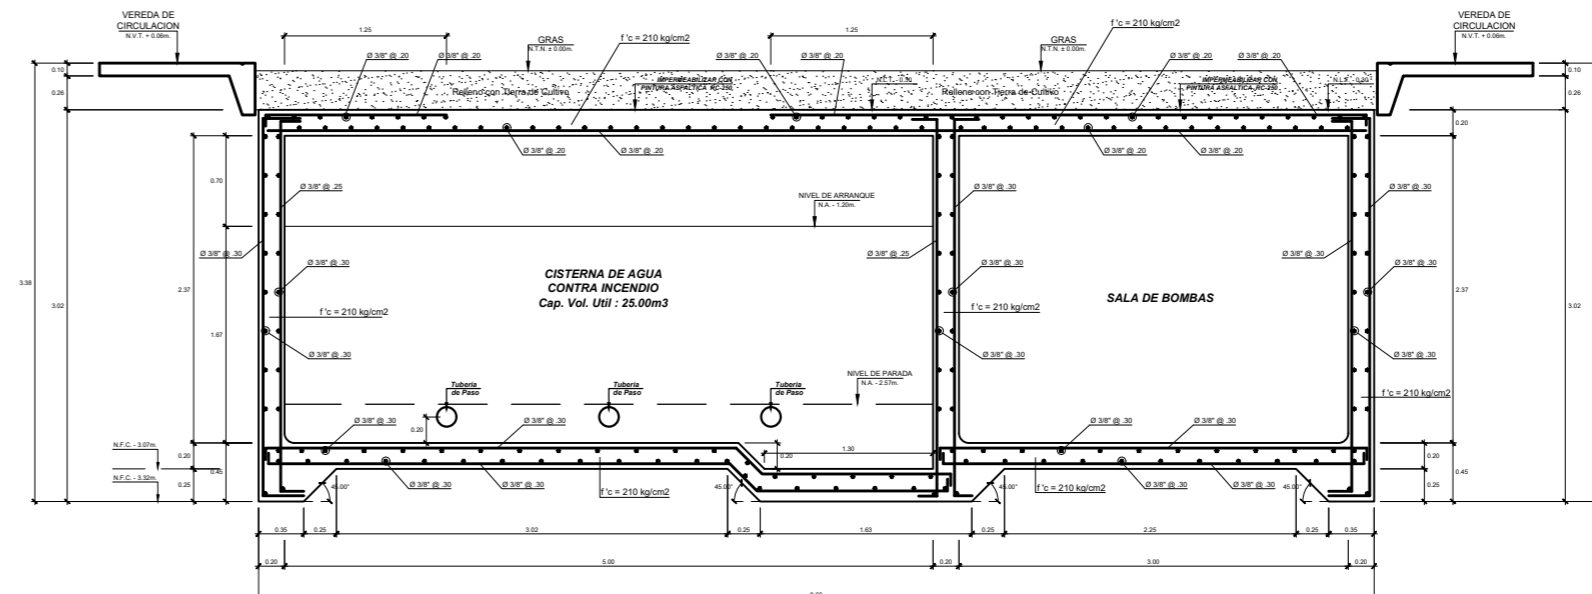 VEREDA DE
CIRCULACION
N.V.T. + 0.06m.
VEREDA DE
CIRCULACION
N.V.T. + 0.06m.
1.25
1.25
GRAS
N.T.N. ± 0.00m.
f 'c = 210 kg/cm2
GRAS
N.T.N. ± 0.00m.
f 'c = 210 kg/cm2
Ø 3/8" @ .20
Ø 3/8" @ .20
Ø 3/8" @ .20
Ø 3/8" @ .20
Ø 3/8" @ .20
Ø 3/8" @ .20
0.10
0.26
0.10
0.26
IMPERMEABILIZAR CON
PINTURA ASFALTICA RC-250
Relleno con Tierra de Cultivo
N.L.T. - 0.30
IMPERMEABILIZAR CON
PINTURA ASFALTICA RC-250
Relleno con Tierra de Cultivo
Ø 3/8" @ .20
Ø 3/8" @ .20
Ø 3/8" @ .20
Ø 3/8" @ .20
0.20
0.70
Ø 3/8" @ .25
NIVEL DE ARRANQUE
N.A. - 1.20m.
Ø 3/8" @ .30
Ø 3/8" @ .30
Ø 3/8" @ .30
Ø 3/8" @ .25
Ø 3/8" @ .30
Ø 3/8" @ .30
Ø 3/8" @ .30
Ø 3/8" @ .30
3.38
3.02
2.37
1.67
CISTERNA DE AGUA
CONTRA INCENDIO
Cap. Vol. Util : 25.00m3
SALA DE BOMBAS
2.37
3.02
f 'c = 210 kg/cm2
f 'c = 210 kg/cm2
Ø 3/8" @ .30
Ø 3/8" @ .30
Ø 3/8" @ .30
NIVEL DE PARADA
N.A. - 2.57m.
Tuberia
de Paso
Tuberia
de Paso
Tuberia
de Paso
f 'c = 210 kg/cm2
0.20
Ø 3/8" @ .30
Ø 3/8" @ .30
Ø 3/8" @ .30
Ø 3/8" @ .30
N.F.C. - 3.07m.
0.20
0.45
1.30
0.20
0.20
0.45
N.F.C. - 3.32m.
0.25
45.00°
Ø 3/8" @ .30
Ø 3/8" @ .30
f 'c = 210 kg/cm2
45.00°
45.00°
f 'c = 210 kg/cm2
Ø 3/8" @ .30
Ø 3/8" @ .30
45.00°
0.25
0.35
0.25
3.02
0.25
1.63
0.25
2.25
0.25
0.35
0.20
5.00
0.20
3.00
0.20